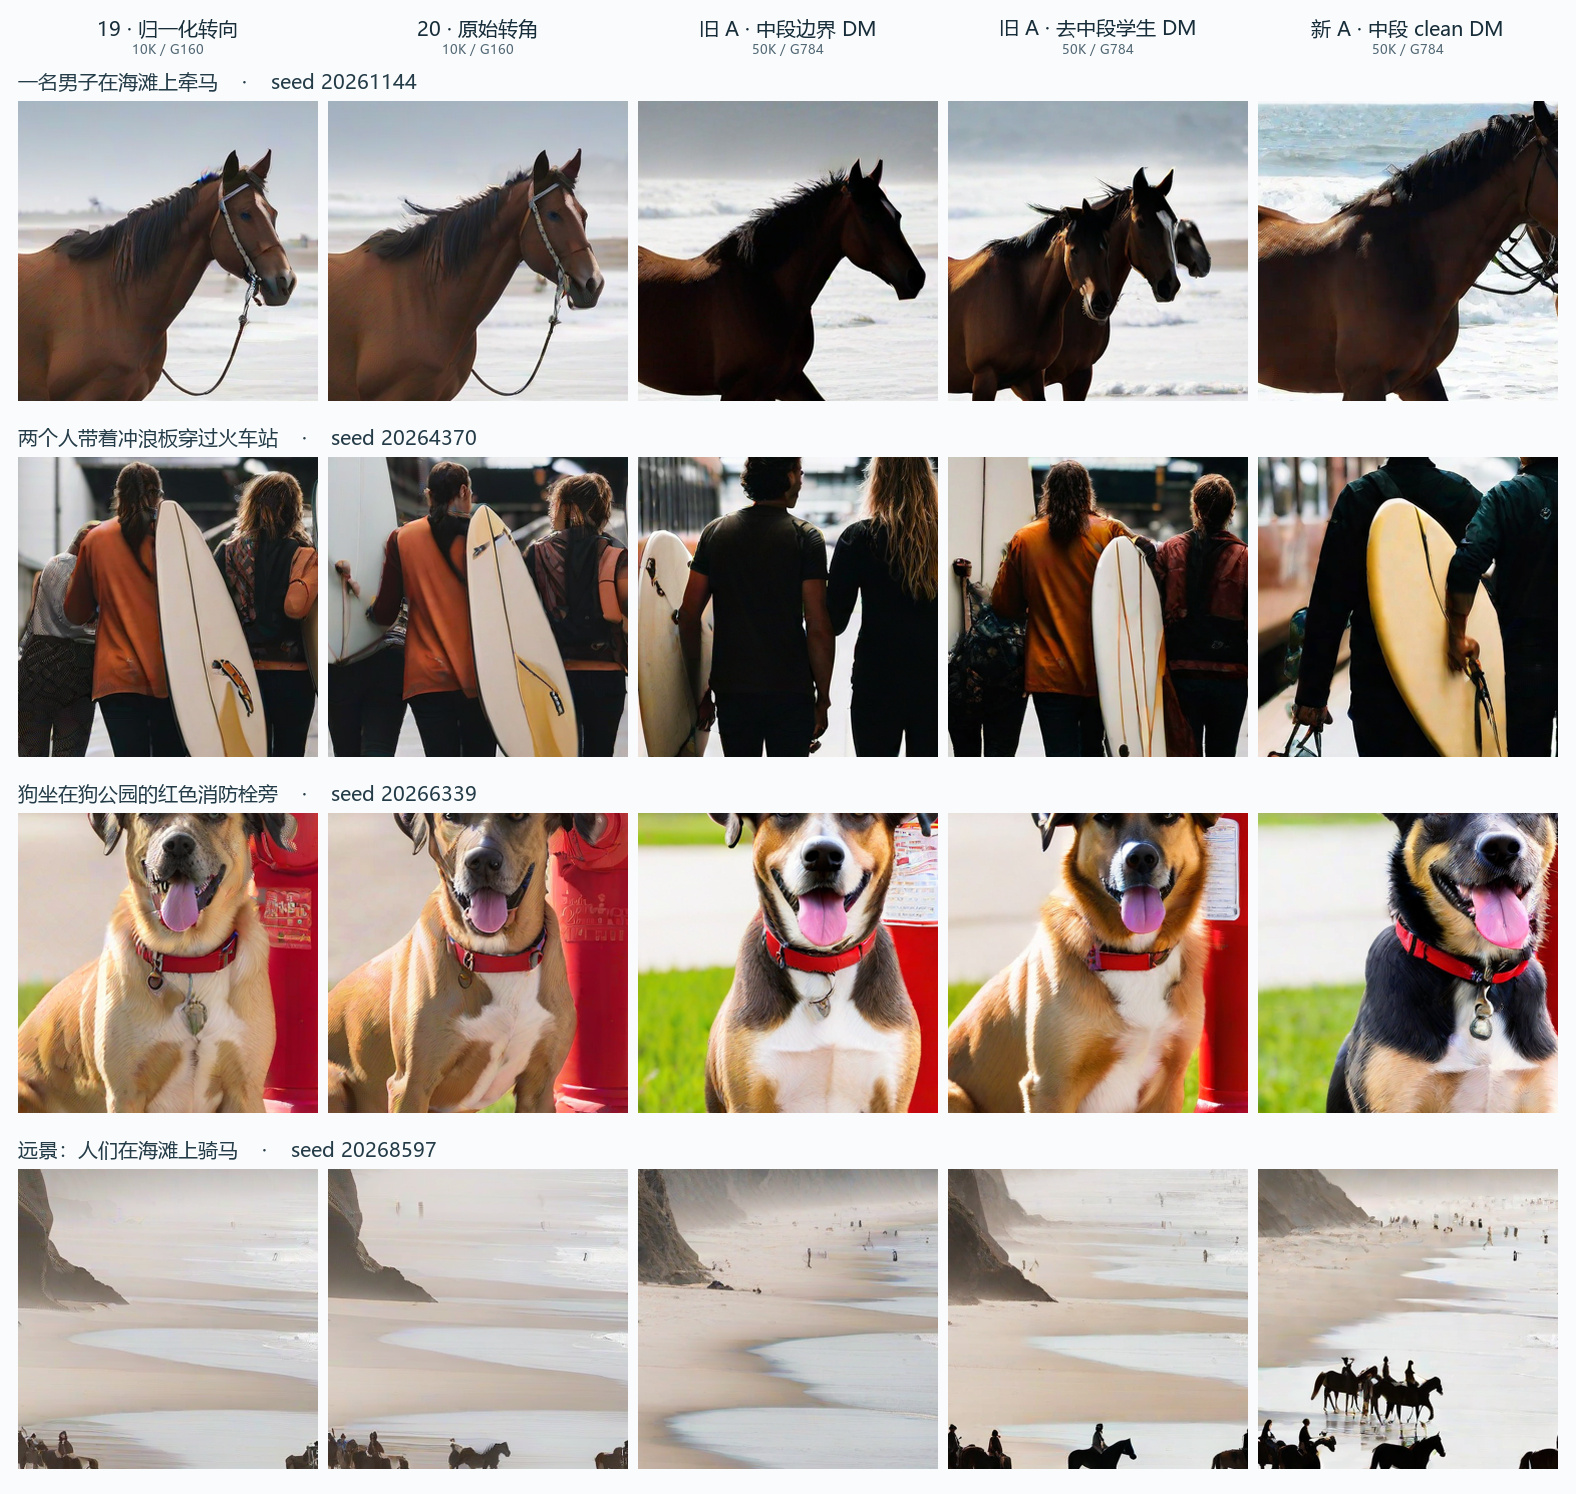 19 · 归一化转向
10K / G160
20 · 原始转角
10K / G160
旧 A · 中段边界 DM
50K / G784
旧 A · 去中段学生 DM
50K / G784
新 A · 中段 clean DM
50K / G784
一名男子在海滩上牵马 · seed 20261144
两个人带着冲浪板穿过火车站 · seed 20264370
狗坐在狗公园的红色消防栓旁 · seed 20266339
远景：人们在海滩上骑马 · seed 20268597